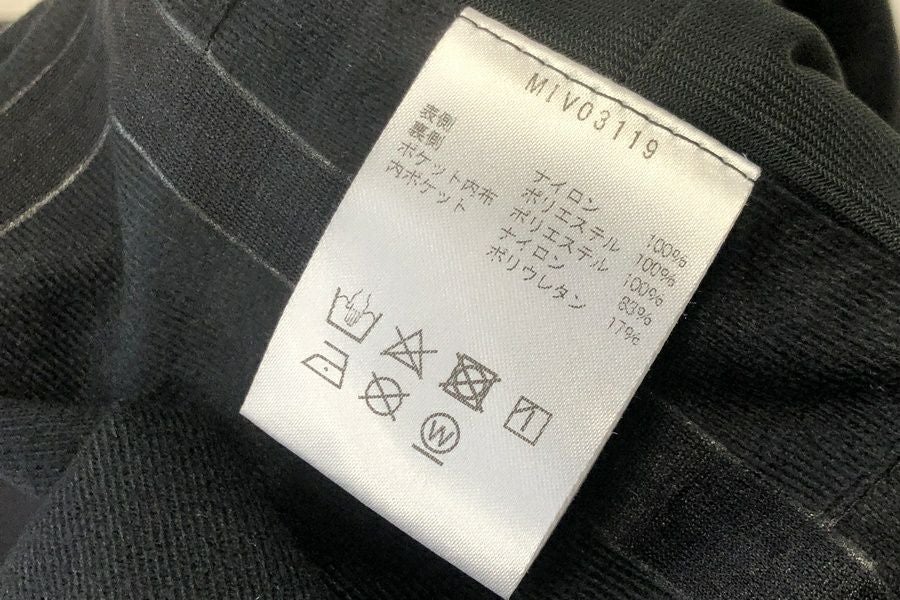 MIV03119
表側 ナイロン 100%
裏側 ポリエステル 100%
ポケット内布 ポリエステル 100%
内ポケット ナイロン 83%
ポリウレタン 17%
W